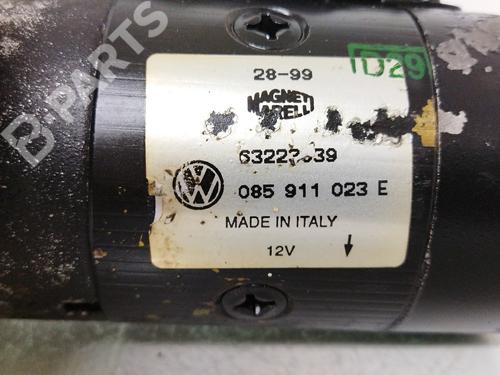 B-PARTS
D29
28-99
MAGNETI
MARELLI
085 911 023 E
MADE IN ITALY
12V